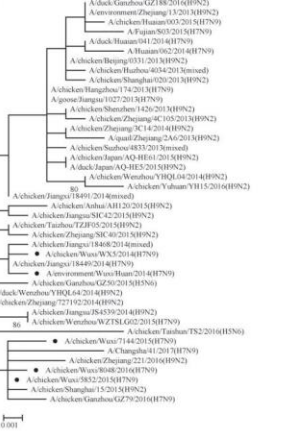 A/duck/Ganzhou/GZ188/2016(H9N2)
A/environment/Zhejiang/13/2013(H9N2)
A/chicken/Huaian/003/2015(H7N9)
A/Fujian/S03/2015(H7N9)
A/duck/Huaian/041/2014(H7N9)
A/Huaian/062/2014(H7N9)
A/chicken/Beijing/0331/2013(H9N2)
A/chicken/Huzhou/4034/2013(mixed)
A/chicken/Shanghai/020/2013(H9N2)
A/chicken/Hangzhou/174/2013(H7N9)
A/goose/Jiangsu/1027/2013(H7N9)
A/chicken/Shenzhen/1426/2013(H9N2)
A/chicken/Zhejiang/4C105/2013(H9N2)
A/chicken/Zhejiang/3C14/2013(H9N2)
A/quail/Zhejiang/2A6/2013(H9N2)
A/chicken/Suzhou/4833/2013(mixed)
A/chicken/Japan/AQ-HE61/2015(H9N2)
A/duck/Japan/AQ-HE5/2015(H9N2)
A/chicken/Wenzhou/YHQL04/2014(H9N2)
80
A/chicken/Yuhuan/YH15/2016(H9N2)
A/chicken/Jiangxi/18491/2014(mixed)
A/chicken/Anhui/AH120/2015(H9N2)
A/chicken/Jiangsu/SIC42/2015(H9N2)
A/chicken/Taizhou/TZJF05/2015(H9N2)
A/chicken/Zhejiang/SIC40/2015(H9N2)
A/chicken/Jiangxi/18468/2014(mixed)
A/chicken/Wuxi/WX5/2014(H7N9)
A/chicken/Jiangxi/18449/2014(H7N9)
A/environment/Wuxi/Huan/2014(H7N9)
A/chicken/Ganzhou/GZ50/2015(H5N6)
/duck/Wenzhou/YHQL64/2014(H9N2)
/chicken/Zhejiang/727192/2014(H9N2)
A/chicken/Jiangsu/JS4539/2014(H9N2)
86
A/chicken/Wenzhou/WZTSLG02/2015(H7N9)
A/chicken/Taishun/TS2/2016(H5N6)
A/chicken/Wuxi/7144/2015(H7N9)
A/Changsha/41/2017(H7N9)
A/chicken/Zhejiang/221/2016(H9N2)
A/chicken/Wuxi/8048/2016(H7N9)
A/chicken/Wuxi/5852/2015(H7N9)
A/chicken/Shanghai/15/2015(H9N2)
A/chicken/Ganzhou/GZ79/2016(H7N9)
0.001